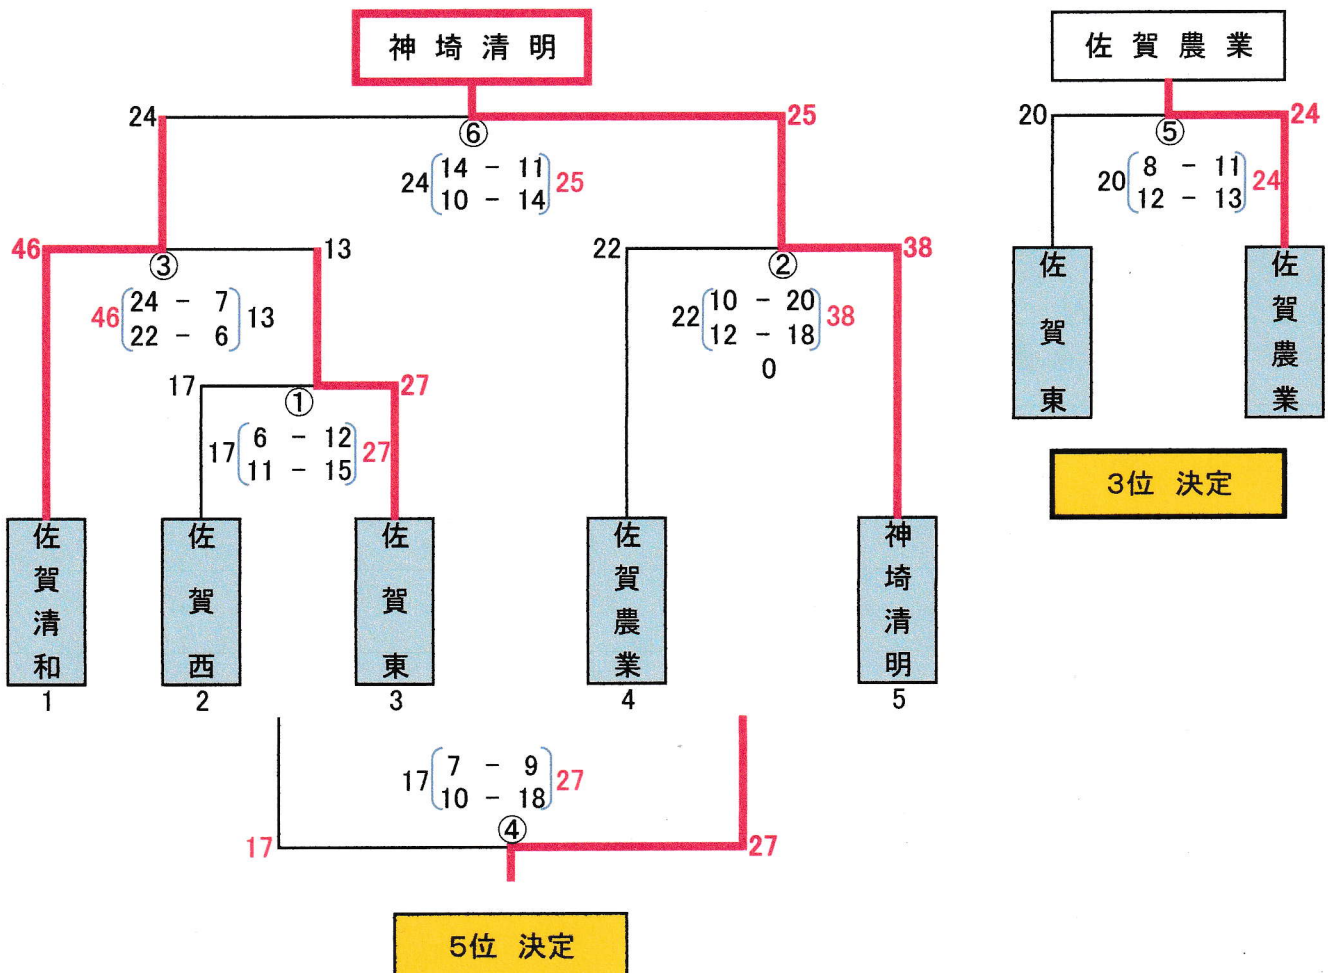 神埼清明
佐賀農業
24
25
⑥
24 14 - 11 25
10 - 14
20
24
⑤
20 8 - 11 24
12 - 13
46
13
③
46 24 - 7 13
22 - 6
22
38
②
22 10 - 20 38
12 - 18
0
17
27
①
17 6 - 12 27
11 - 15
佐賀東
佐賀農業
3位 決定
佐賀清和
佐賀西
佐賀東
佐賀農業
神埼清明
1
2
3
4
5
17 7 - 9 27
10 - 18
④
17
27
5位 決定